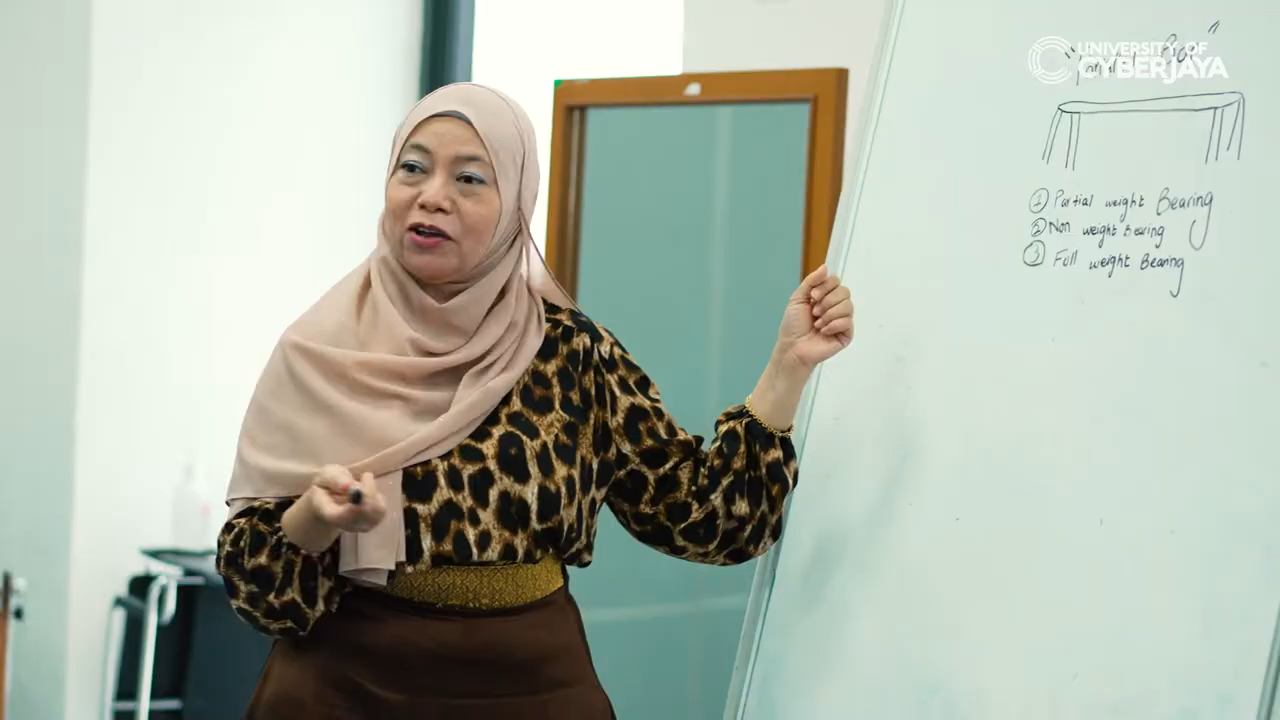 UNIVERSITY OF
CYBERJAYA
① Partial weight Bearing
② Non weight Bearing
③ Full weight Bearing